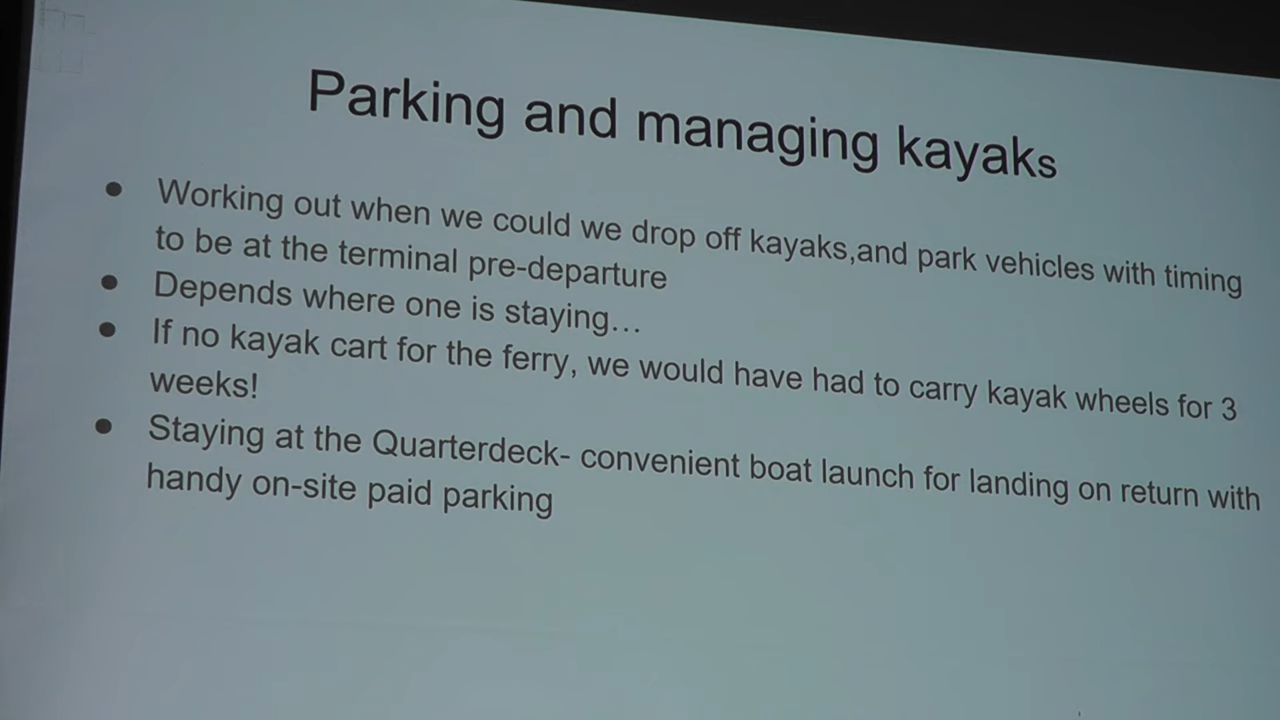 Parking and managing kayaks
● Working out when we could we drop off kayaks,and park vehicles with timing
to be at the terminal pre-departure
● Depends where one is staying…
● If no kayak cart for the ferry, we would have had to carry kayak wheels for 3
weeks!
● Staying at the Quarterdeck- convenient boat launch for landing on return with
handy on-site paid parking